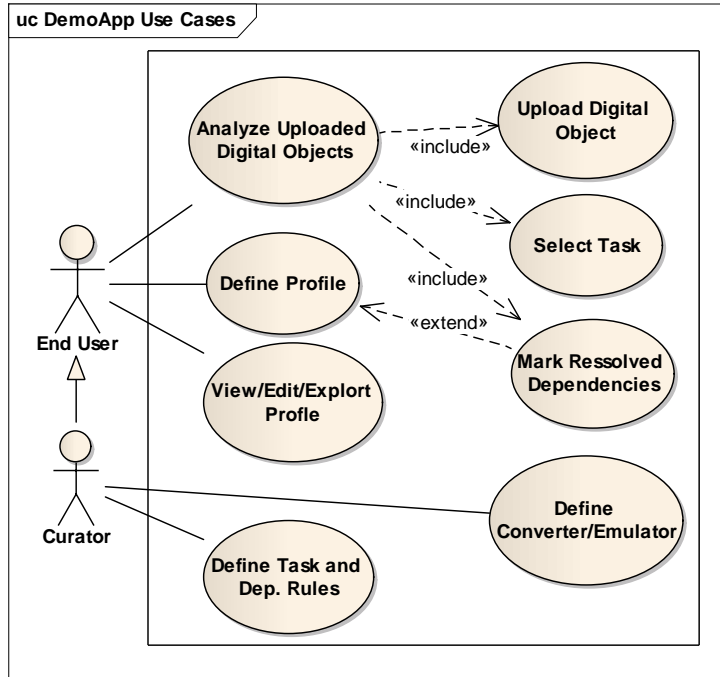 uc DemoApp Use Cases
Analyze Uploaded
Digital Objects
Upload Digital
Object
«include»
«include»
Select Task
«include»
Define Profile
«extend»
End User
Mark Ressolved
Dependencies
View/Edit/Explort
Profle
Define
Converter/Emulator
Curator
Define Task and
Dep. Rules